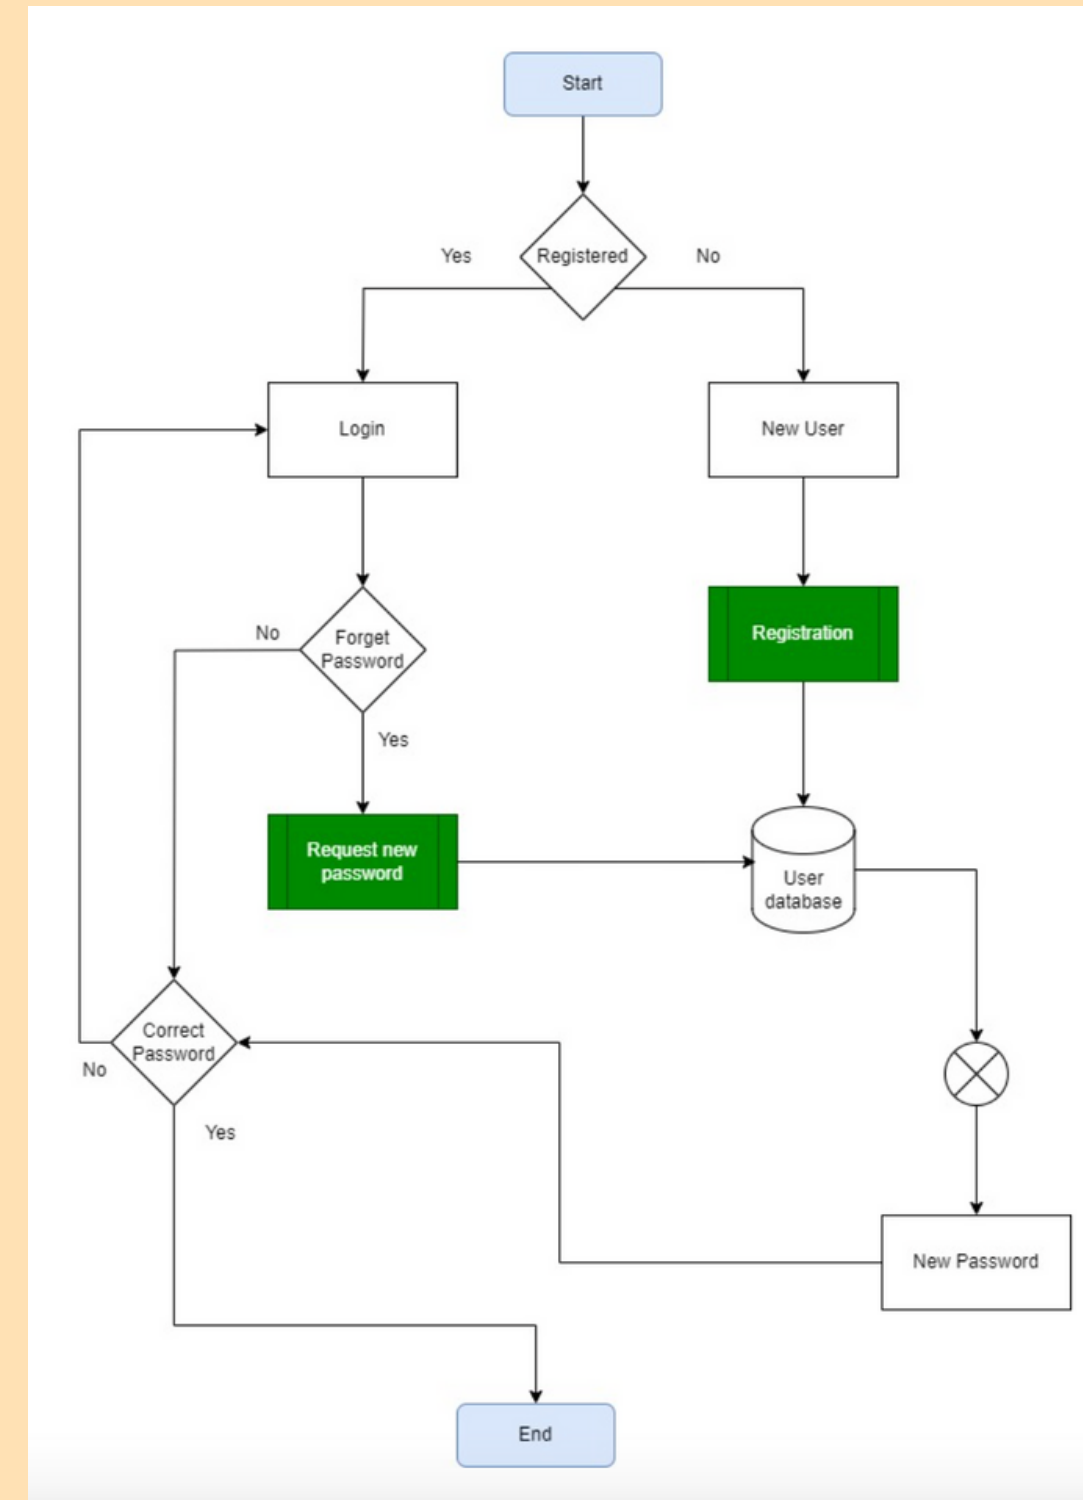 Start
Yes
Registered
No
Login
New User
No
Forget
Password
Registration
Yes
Request new
password
User
database
Correct
Password
No
Yes
New Password
End